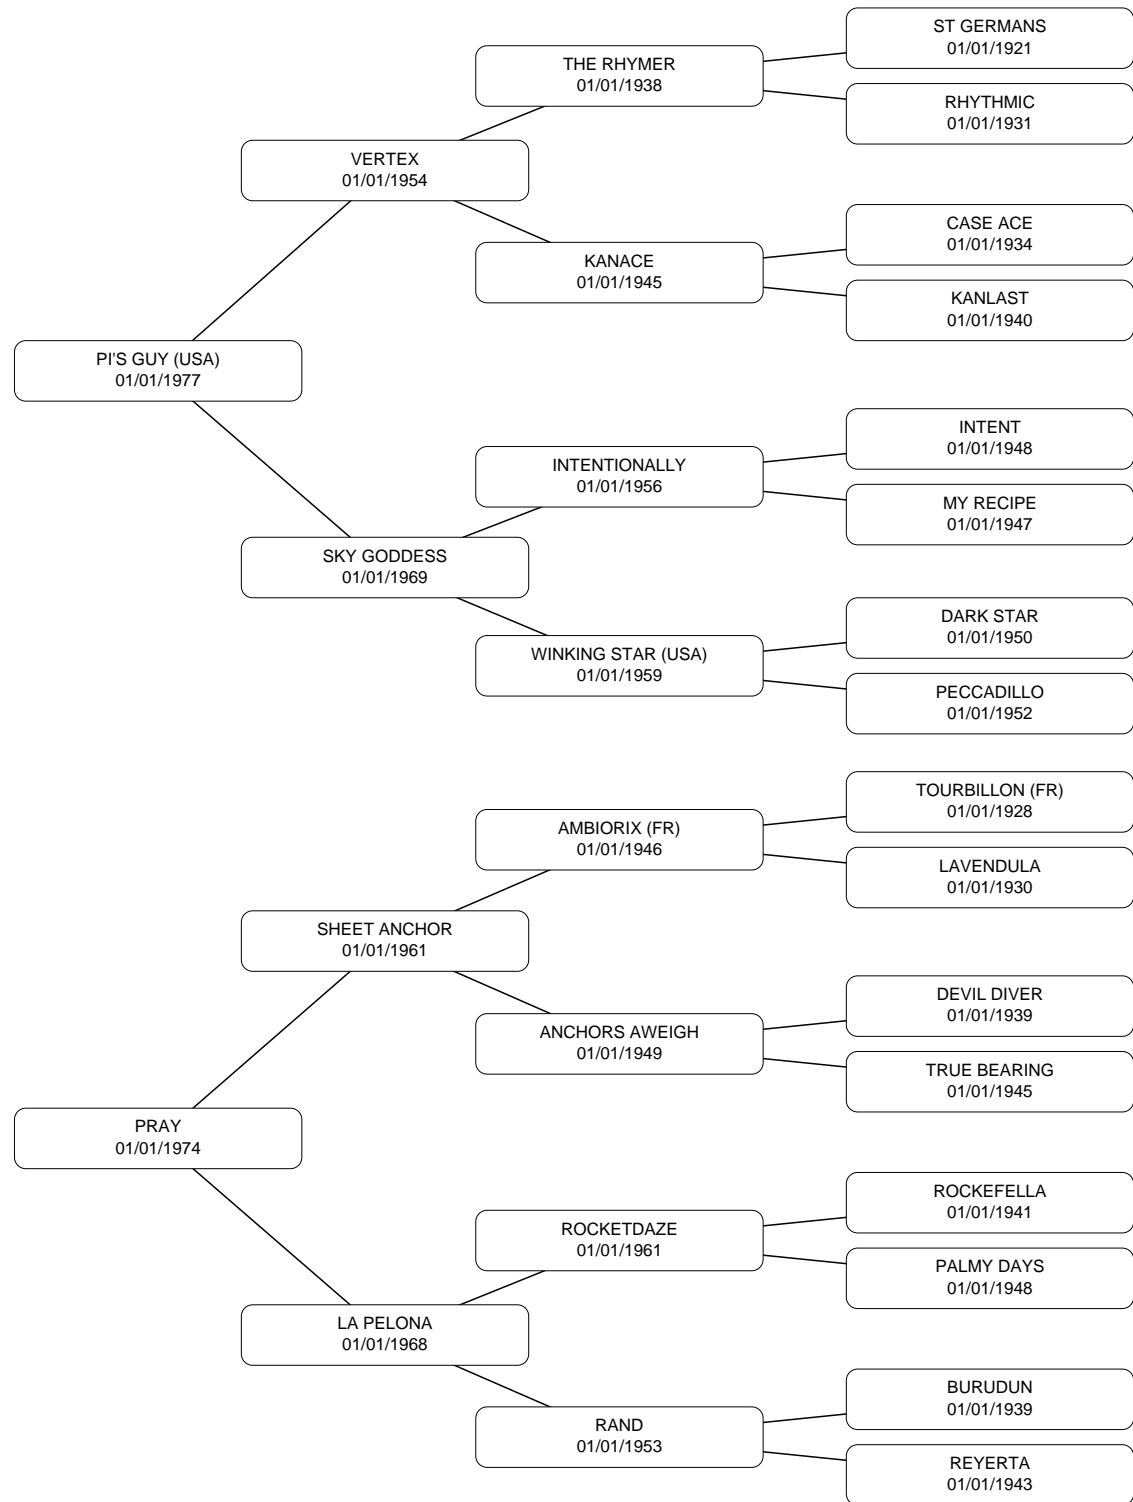 ST GERMANS
01/01/1921
THE RHYMER
01/01/1938
RHYTHMIC
01/01/1931
VERTEX
01/01/1954
CASE ACE
01/01/1934
KANACE
01/01/1945
KANLAST
01/01/1940
PI'S GUY (USA)
01/01/1977
INTENT
01/01/1948
INTENTIONALLY
01/01/1956
MY RECIPE
01/01/1947
SKY GODDESS
01/01/1969
DARK STAR
01/01/1950
WINKING STAR (USA)
01/01/1959
PECCADILLO
01/01/1952
TOURBILLON (FR)
01/01/1928
AMBIORIX (FR)
01/01/1946
LAVENDULA
01/01/1930
SHEET ANCHOR
01/01/1961
DEVIL DIVER
01/01/1939
ANCHORS AWEIGH
01/01/1949
TRUE BEARING
01/01/1945
PRAY
01/01/1974
ROCKEFELLA
01/01/1941
ROCKETDAZE
01/01/1961
PALMY DAYS
01/01/1948
LA PELONA
01/01/1968
BURUDUN
01/01/1939
RAND
01/01/1953
REYERTA
01/01/1943